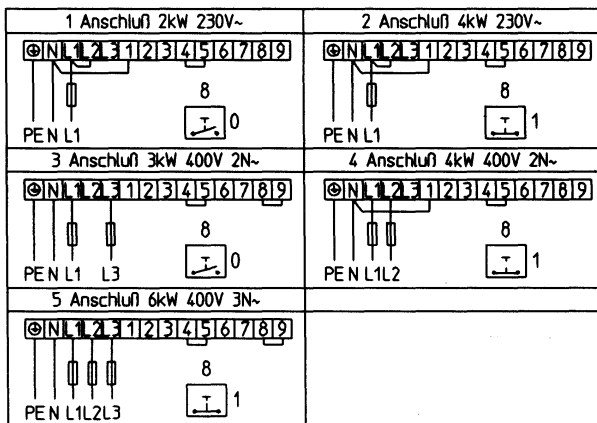 1 Anschluß 2kW 230V~
⏚ N L1 L2 L3 1 2 3 4 5 6 7 8 9
8
0
PE N L1
2 Anschluß 4kW 230V~
⏚ N L1 L2 L3 1 2 3 4 5 6 7 8 9
8
1
PE N L1
3 Anschluß 3kW 400V 2N~
⏚ N L1 L2 L3 1 2 3 4 5 6 7 8 9
8
0
PE N L1 L3
4 Anschluß 4kW 400V 2N~
⏚ N L1 L2 L3 1 2 3 4 5 6 7 8 9
8
1
PE N L1 L2
5 Anschluß 6kW 400V 3N~
⏚ N L1 L2 L3 1 2 3 4 5 6 7 8 9
8
1
PE N L1 L2 L3